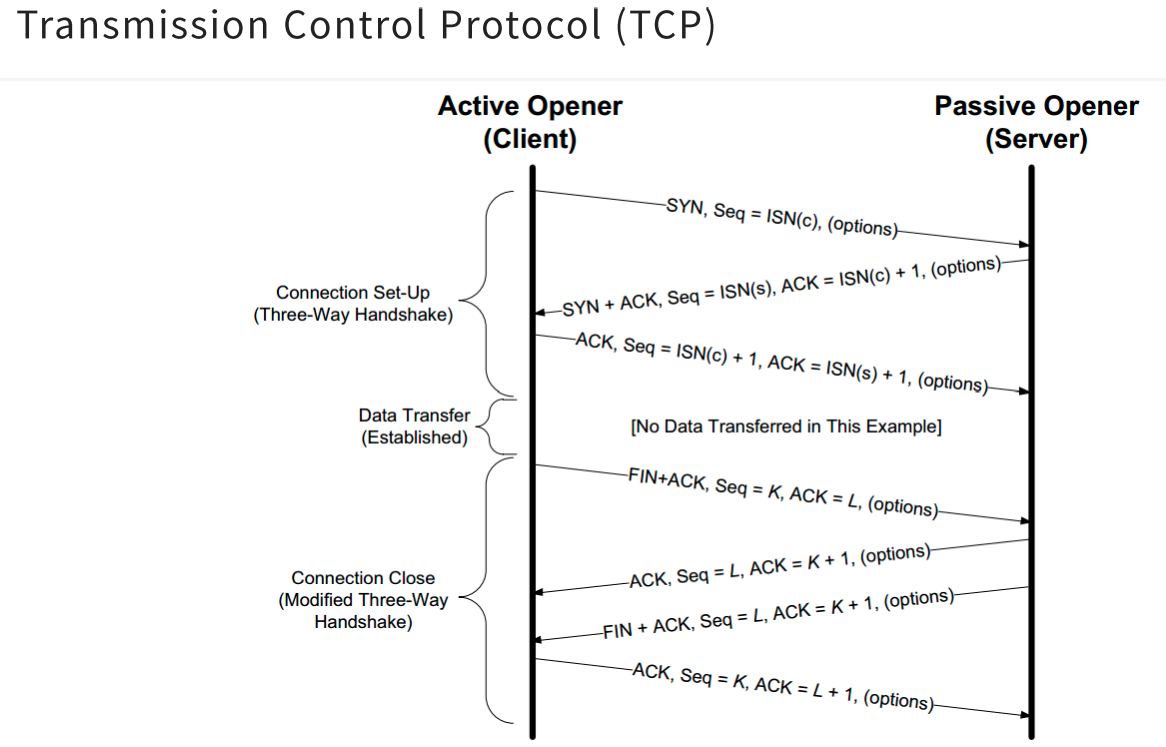 Transmission Control Protocol (TCP)
Active Opener
(Client)
Passive Opener
(Server)
SYN, Seq = ISN(c), (options)
SYN + ACK, Seq = ISN(s), ACK = ISN(c) + 1, (options)
Connection Set-Up
(Three-Way Handshake)
ACK, Seq = ISN(c) + 1, ACK = ISN(s) + 1, (options)
Data Transfer
(Established)
[No Data Transferred in This Example]
FIN+ACK, Seq = K, ACK = L, (options)
ACK, Seq = L, ACK = K + 1, (options)
Connection Close
(Modified Three-Way
Handshake)
FIN + ACK, Seq = L, ACK = K + 1, (options)
ACK, Seq = K, ACK = L + 1, (options)